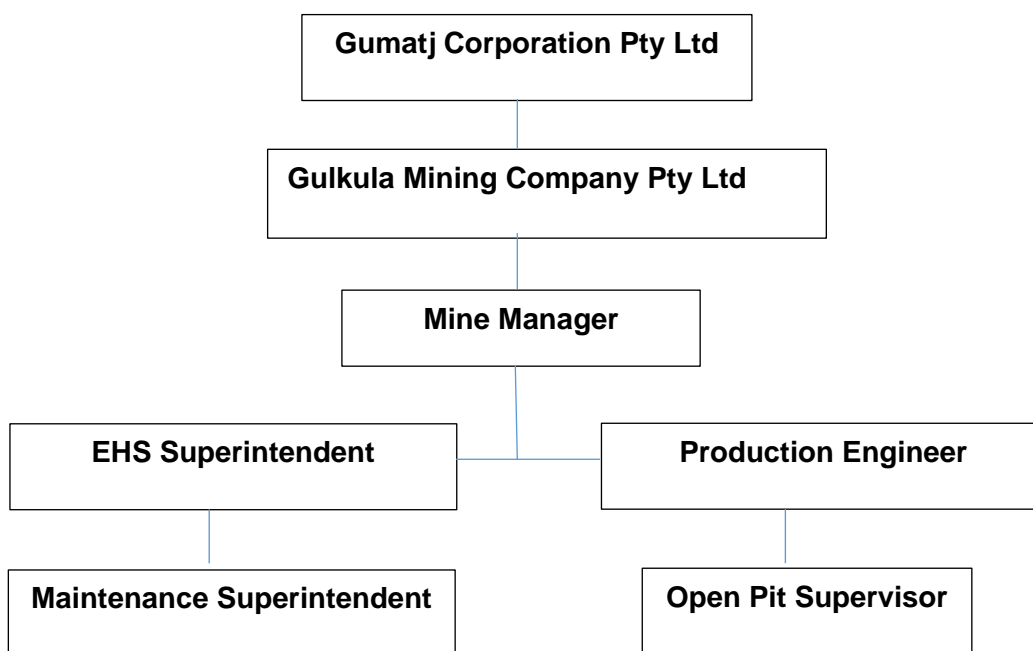 Gumatj Corporation Pty Ltd
Gulkula Mining Company Pty Ltd
Mine Manager
EHS Superintendent
Production Engineer
Maintenance Superintendent
Open Pit Supervisor